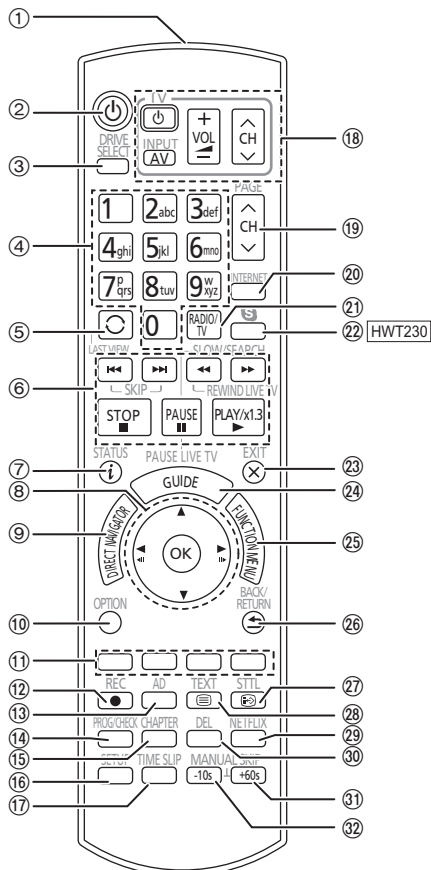 ①
②
TV
VOL
CH
DRIVE SELECT
INPUT
AV
⑱
③
PAGE
④
1 2abc 3def
CH
⑲
4ghi 5jkl 6mno
7pqrs 8tuv 9wxyz
INTERNET
⑳
⑤
0
RADIO/TV
㉑
S
㉒ HWT230
LAST VIEW
SLOW/SEARCH
⑥
SKIP
REWIND LIVE TV
STOP PAUSE PLAY/x1.3
STATUS
PAUSE LIVE TV
EXIT
⑦
i
㉓
⑧
GUIDE
㉔
⑨
DIRECT NAVIGATOR
OK
FUNCTION MENU
㉕
OPTION
BACK/RETURN
⑩
㉖
⑪
⑫
REC AD TEXT STTL
㉗
⑬
㉘
⑭
PROG/CHECK CHAPTER DEL NETFLIX
㉙
⑮
㉚
SETUP TIME SLIP MANUAL SKIP
⑯
-10s +60s
㉛
⑰
㉜